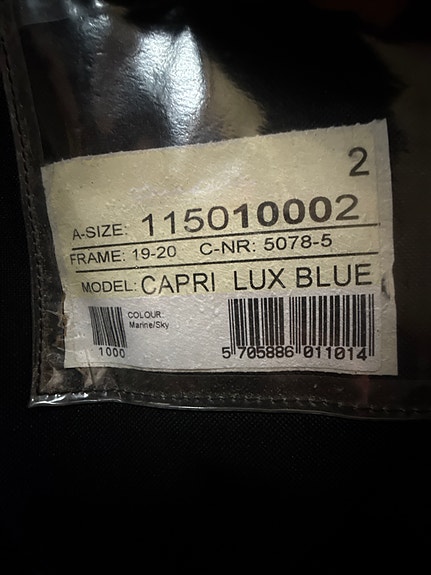 2
A-SIZE: 115010002
FRAME: 19-20 C-NR: 5078-5
MODEL: CAPRI LUX BLUE
COLOUR:
Marine/Sky
1000
5 705886 011014